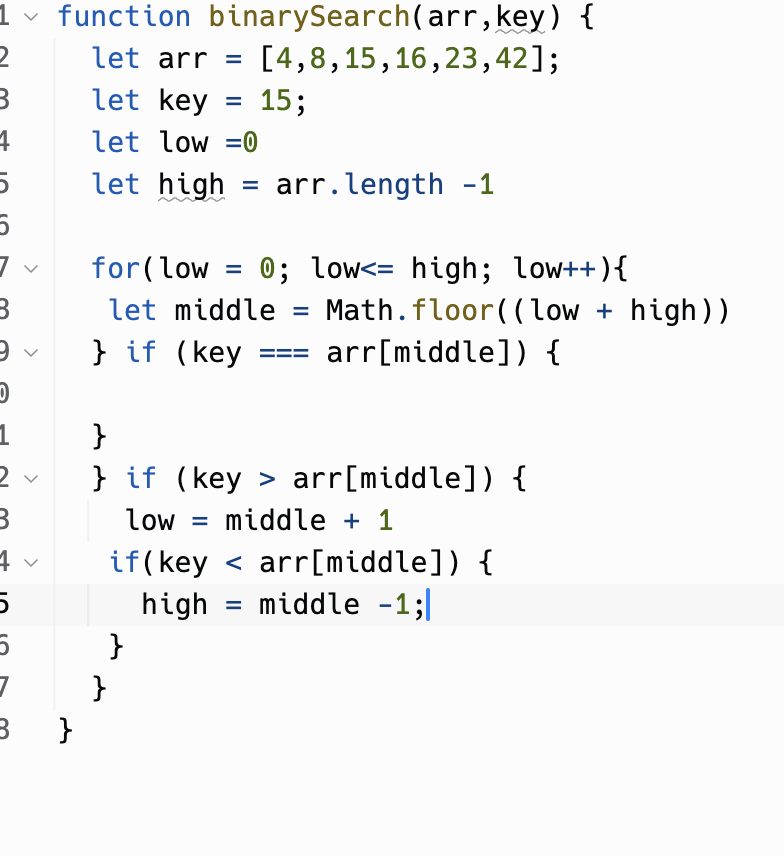 1 function binarySearch(arr,key) {
2 let arr = [4,8,15,16,23,42];
3 let key = 15;
4 let low =0
5 let high = arr.length -1
6
7 for(low = 0; low<= high; low++){
8 let middle = Math.floor((low + high))
9 } if (key === arr[middle]) {
0
1 }
2 } if (key > arr[middle]) {
3 low = middle + 1
4 if(key < arr[middle]) {
5 high = middle -1;
6 }
7 }
8 }